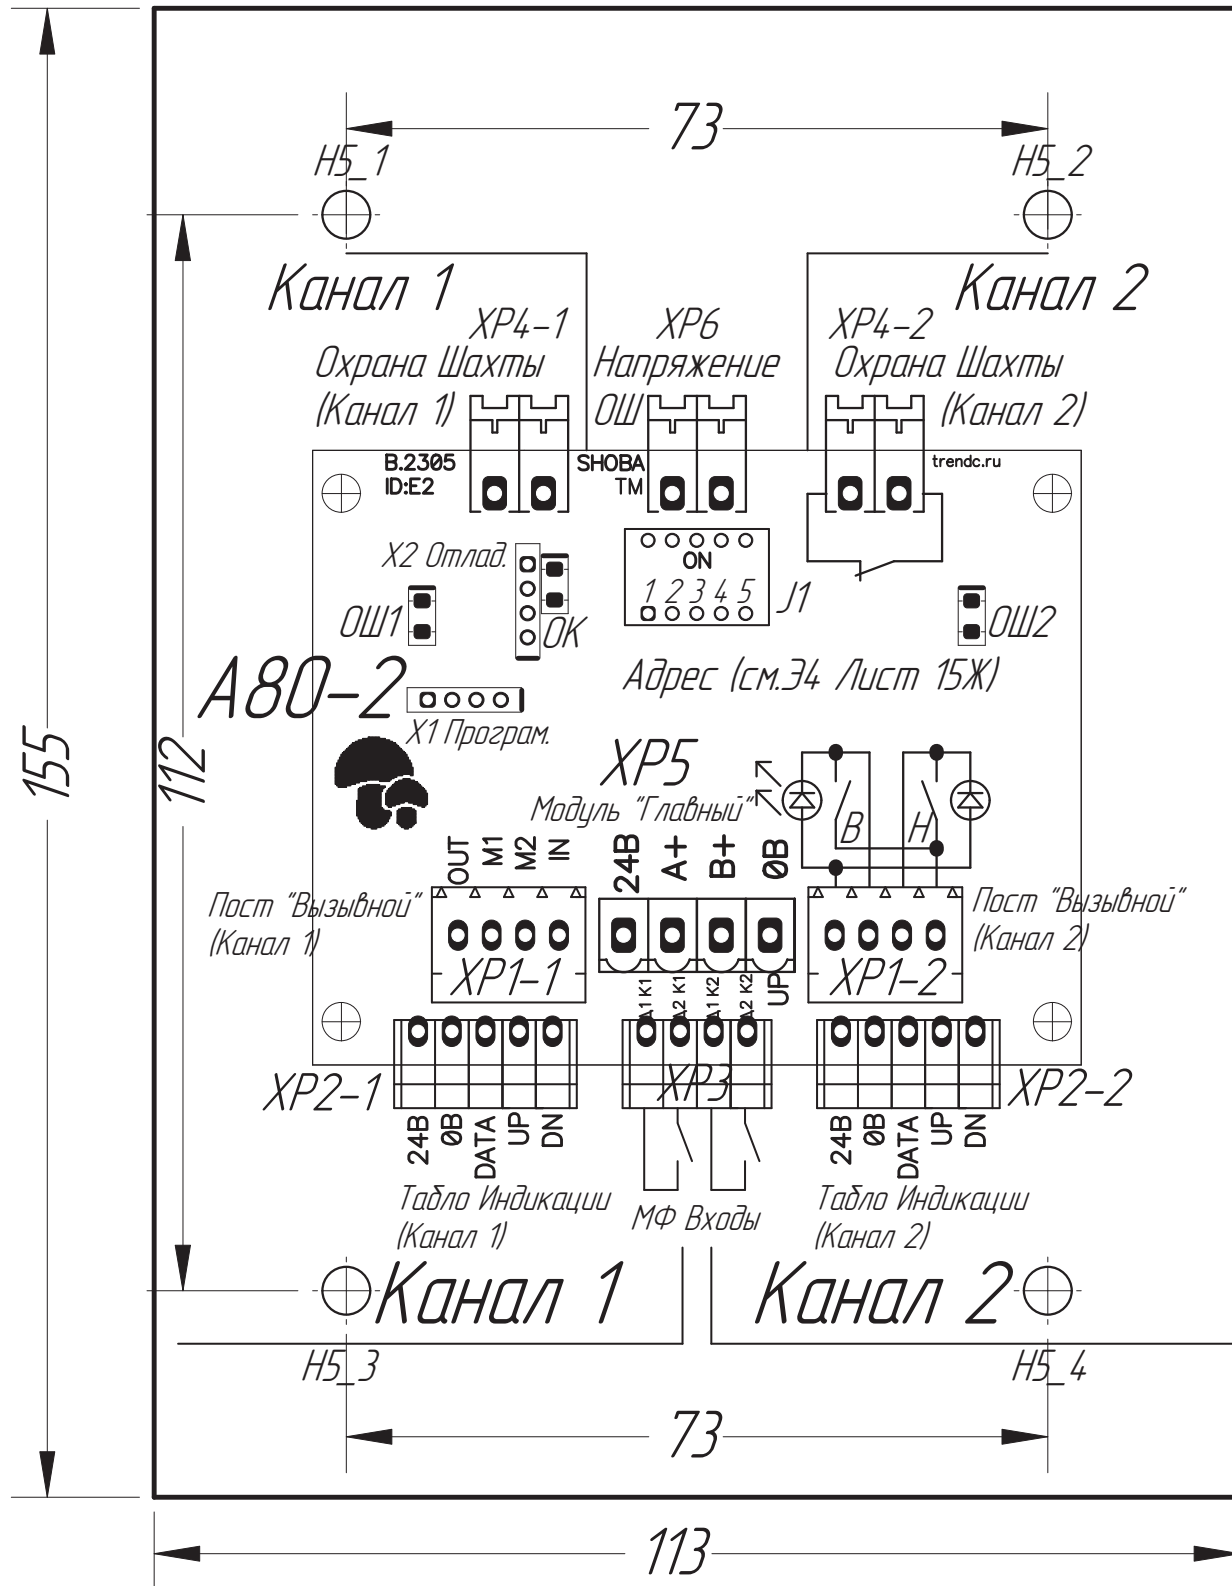 73
Н5_1
Н5_2
Канал 1
Канал 2
ХР4-1
ХР6
ХР4-2
Охрана Шахты
(Канал 1)
Напряжение
ОШ
Охрана Шахты
(Канал 2)
B.2305
ID:E2
SHOBA
TM
trendc.ru
Х2 Отлад.
ON
1 2 3 4 5
J1
ОШ1
ОК
ОШ2
А80-2
Адрес (см.Э4 Лист 15Ж)
Х1 Програм.
155
112
ХР5
Модуль "Главный"
В
Н
OUT
M1
M2
IN
24В
A+
B+
0В
Пост "Вызывной"
(Канал 1)
Пост "Вызывной"
(Канал 2)
ХР1-1
ХР1-2
A1 K1
A2 K1
A1 K2
A2 K2
UP
ХР2-1
ХР3
ХР2-2
24В
0В
DATA
UP
DN
24В
0В
DATA
UP
DN
Табло Индикации
(Канал 1)
МФ Входы
Табло Индикации
(Канал 2)
Канал 1
Канал 2
Н5_3
Н5_4
73
113